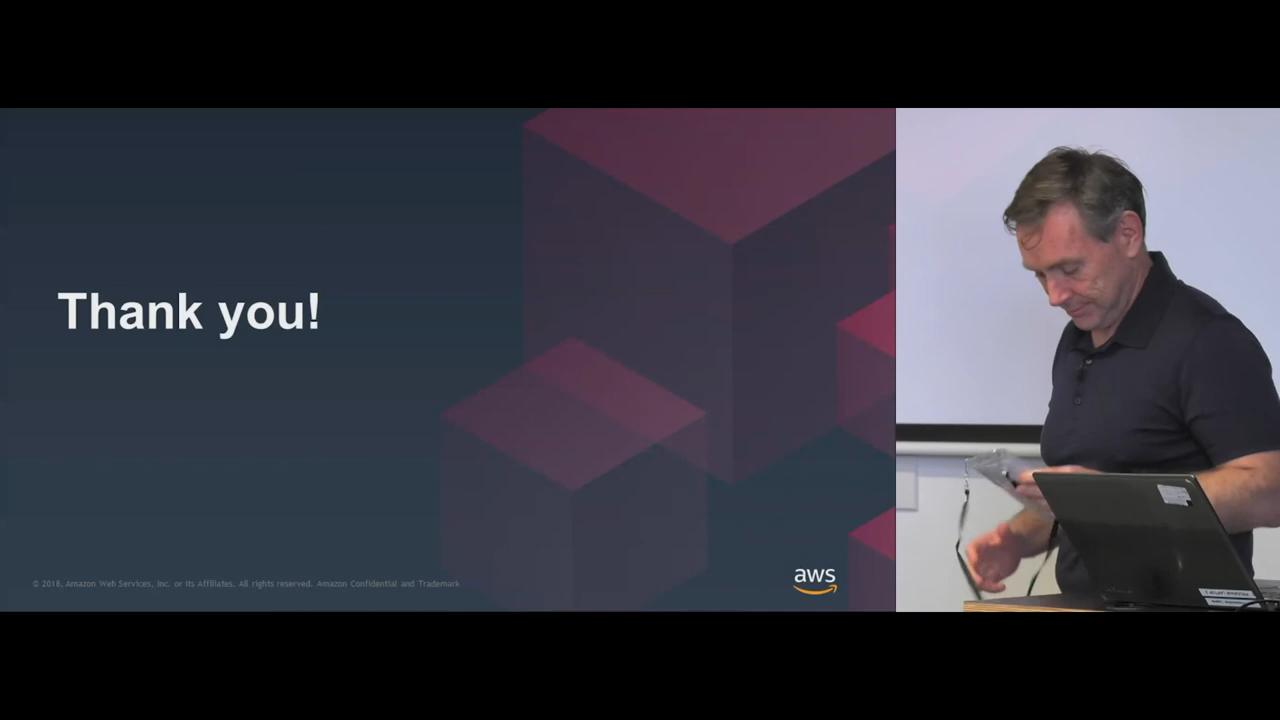 Thank you!
© 2018, Amazon Web Services, Inc. or its Affiliates. All rights reserved. Amazon Confidential and Trademark
aws